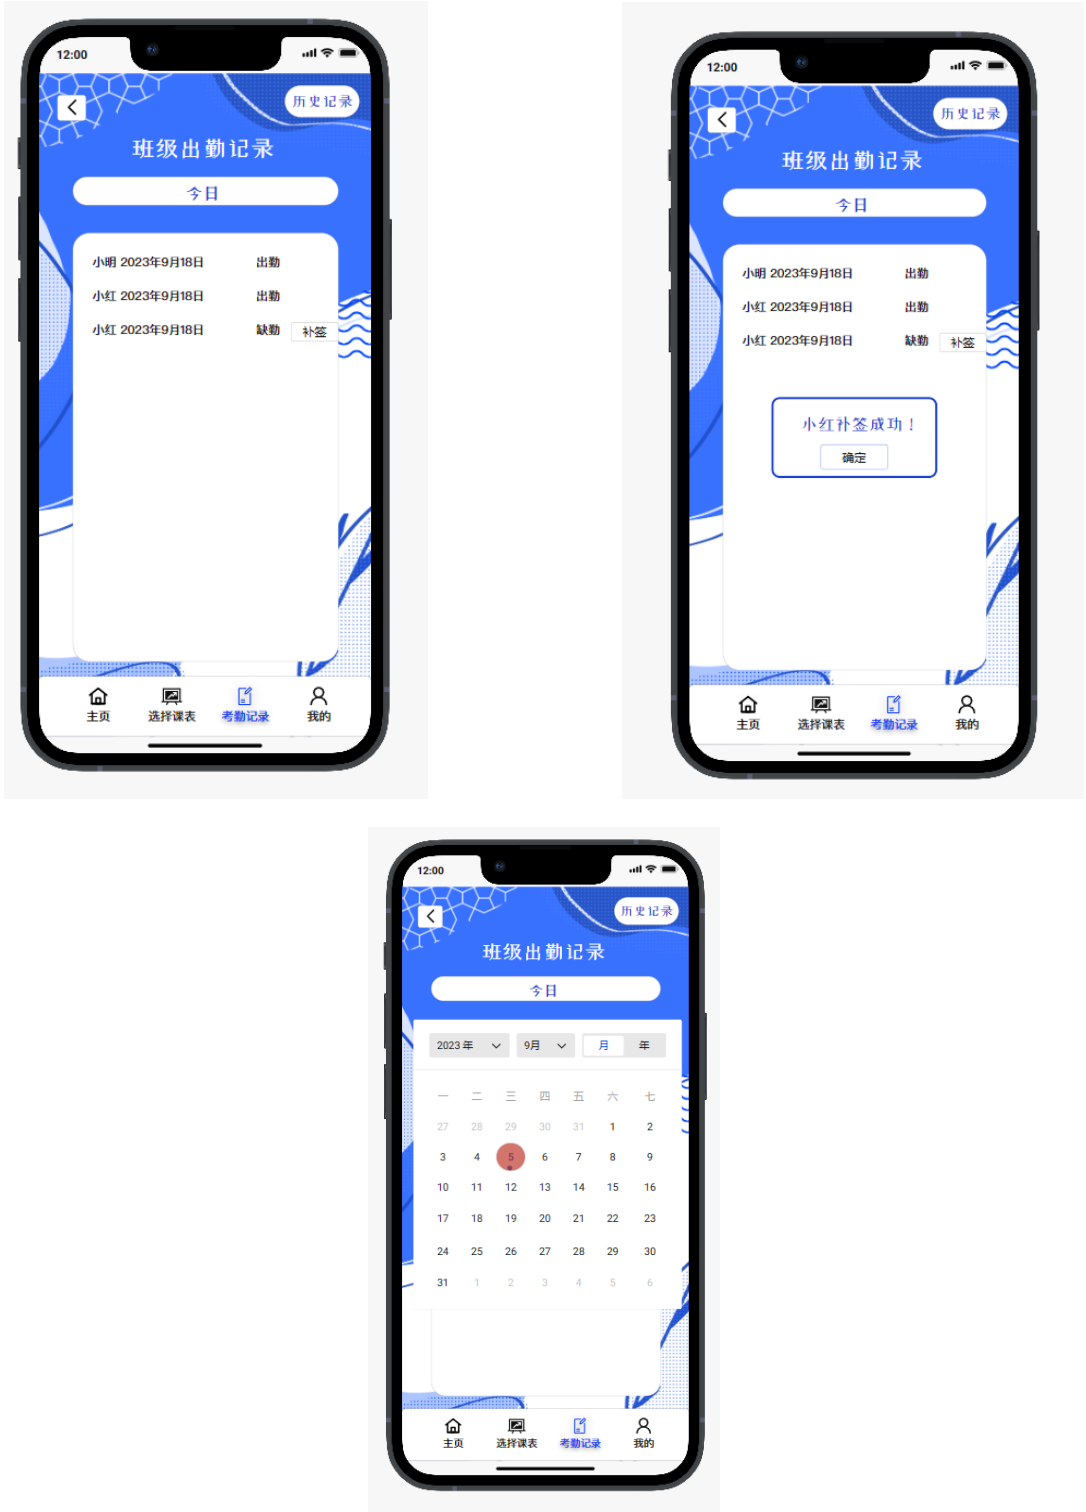 12:00
历史记录
班级出勤记录
今日
小明 2023年9月18日 出勤
小红 2023年9月18日 出勤
小红 2023年9月18日 缺勤 补签
主页 选择课表 考勤记录 我的
12:00
历史记录
班级出勤记录
今日
小明 2023年9月18日 出勤
小红 2023年9月18日 出勤
小红 2023年9月18日 缺勤 补签
小红补签成功！
确定
主页 选择课表 考勤记录 我的
12:00
历史记录
班级出勤记录
今日
2023 年 9月 月 年
一 二 三 四 五 六 七
27 28 29 30 31 1 2
3 4 5 6 7 8 9
10 11 12 13 14 15 16
17 18 19 20 21 22 23
24 25 26 27 28 29 30
31 1 2 3 4 5 6
主页 选择课表 考勤记录 我的